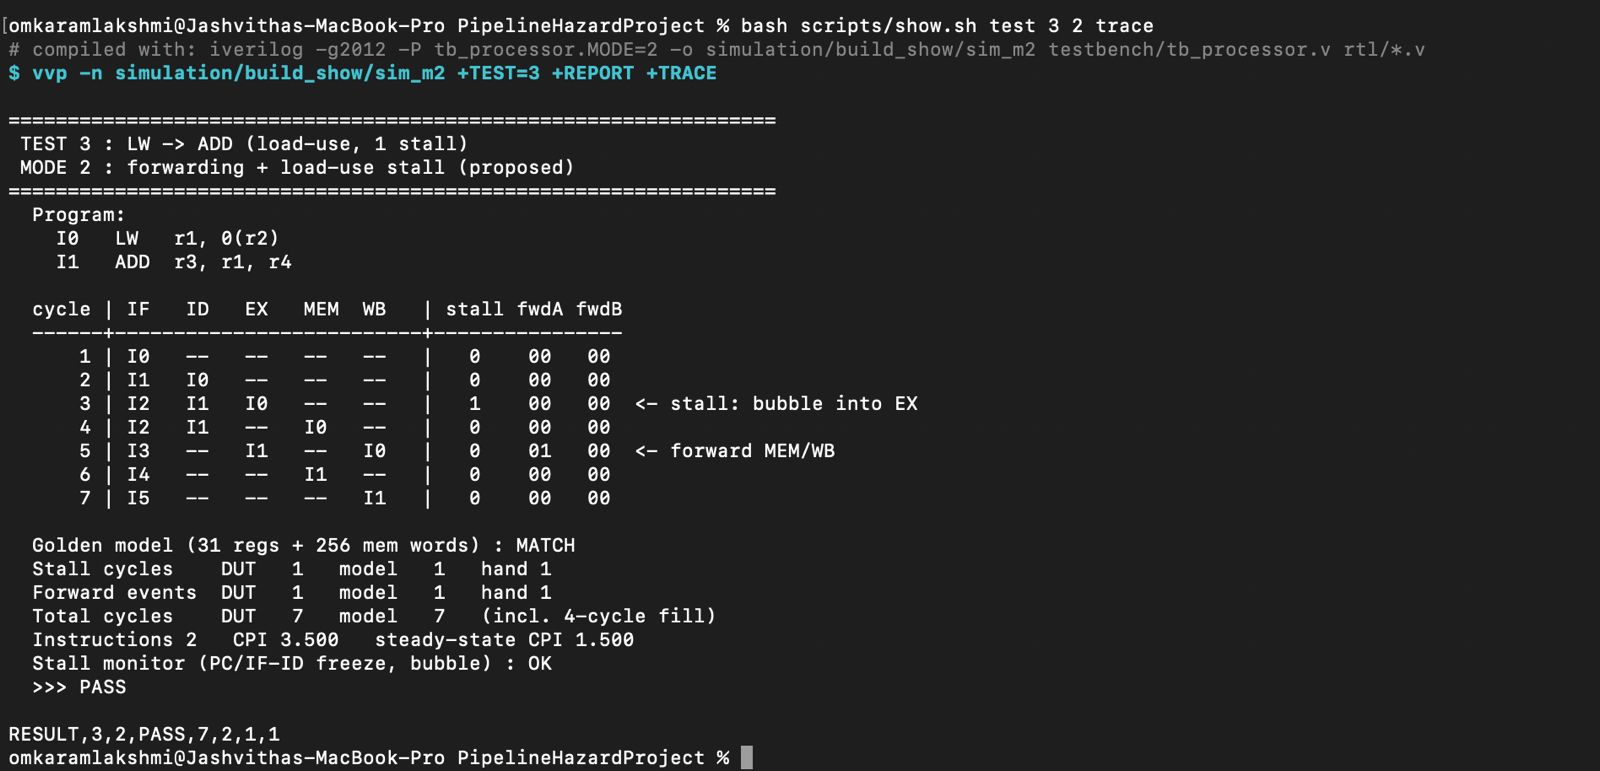 [omkaramlakshmi@Jashvithas-MacBook-Pro PipelineHazardProject % bash scripts/show.sh test 3 2 trace
# compiled with: iverilog -g2012 -P tb_processor.MODE=2 -o simulation/build_show/sim_m2 testbench/tb_processor.v rtl/*.v
$ vvp -n simulation/build_show/sim_m2 +TEST=3 +REPORT +TRACE
=================================================================
 TEST 3 : LW -> ADD (load-use, 1 stall)
 MODE 2 : forwarding + load-use stall (proposed)
=================================================================
  Program:
    I0   LW   r1, 0(r2)
    I1   ADD  r3, r1, r4
  cycle | IF   ID   EX   MEM  WB   | stall fwdA fwdB
  ------+--------------------------+----------------
      1 | I0   --   --   --   --   |   0    00   00
      2 | I1   I0   --   --   --   |   0    00   00
      3 | I2   I1   I0   --   --   |   1    00   00  <- stall: bubble into EX
      4 | I2   I1   --   I0   --   |   0    00   00
      5 | I3   --   I1   --   I0   |   0    01   00  <- forward MEM/WB
      6 | I4   --   --   I1   --   |   0    00   00
      7 | I5   --   --   --   I1   |   0    00   00
  Golden model (31 regs + 256 mem words) : MATCH
  Stall cycles    DUT   1   model   1   hand 1
  Forward events  DUT   1   model   1   hand 1
  Total cycles    DUT   7   model   7   (incl. 4-cycle fill)
  Instructions 2   CPI 3.500   steady-state CPI 1.500
  Stall monitor (PC/IF-ID freeze, bubble) : OK
  >>> PASS
RESULT,3,2,PASS,7,2,1,1
omkaramlakshmi@Jashvithas-MacBook-Pro PipelineHazardProject %